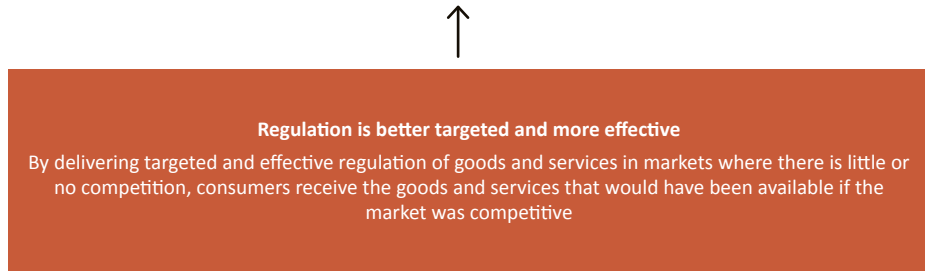 Regulation is better targeted and more effective
By delivering targeted and effective regulation of goods and services in markets where there is little or
no competition, consumers receive the goods and services that would have been available if the
market was competitive